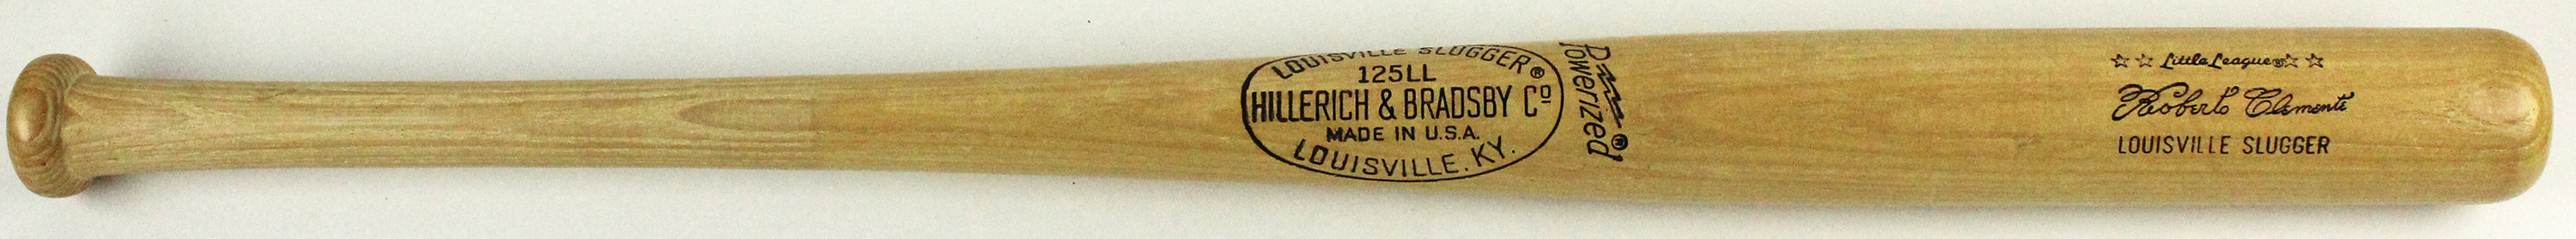 LOUISVILLE SLUGGER®
125LL
HILLERICH & BRADSBY Cº
MADE IN U.S.A.
LOUISVILLE. KY.
Powerized®
☆☆ Little League® ☆☆
Roberto Clemente
LOUISVILLE SLUGGER